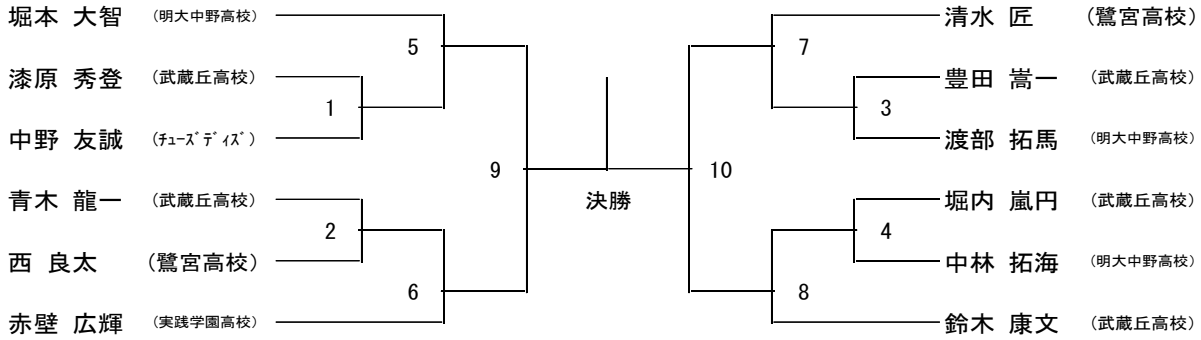 堀本 大智 (明大中野高校)
5
漆原 秀登 (武蔵丘高校)
1
中野 友誠 (ﾁｭｰｽﾞﾃﾞｨｽﾞ)
9
青木 龍一 (武蔵丘高校)
2
西 良太 (鷺宮高校)
6
赤壁 広輝 (実践学園高校)
決勝
清水 匠 (鷺宮高校)
7
豊田 嵩一 (武蔵丘高校)
3
渡部 拓馬 (明大中野高校)
10
堀内 嵐円 (武蔵丘高校)
4
中林 拓海 (明大中野高校)
8
鈴木 康文 (武蔵丘高校)